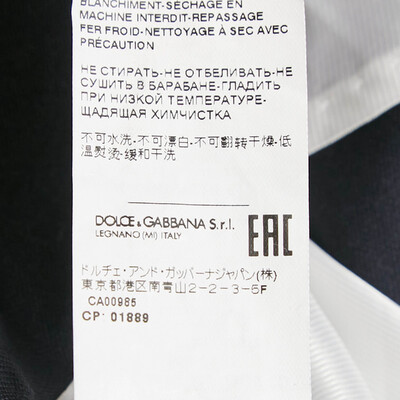 BLANCHIMENT-SÉCHAGE EN
MACHINE INTERDIT-REPASSAGE
FER FROID-NETTOYAGE À SEC AVEC
PRÉCAUTION
НЕ СТИРАТЬ-НЕ ОТБЕЛИВАТЬ-НЕ
СУШИТЬ В БАРАБАНЕ-ГЛАДИТЬ
ПРИ НИЗКОЙ ТЕМПЕРАТУРЕ-
ЩАДЯЩАЯ ХИМЧИСТКА
不可水洗-不可漂白-不可翻转干燥-低
温熨烫-缓和干洗
DOLCE&GABBANA S.r.l.
LEGNANO (MI) ITALY
EAC
ドルチェ・アンド・ガッバーナジャパン(株)
東京都港区南青山2-2-3-5F
CA00985
CP 01889